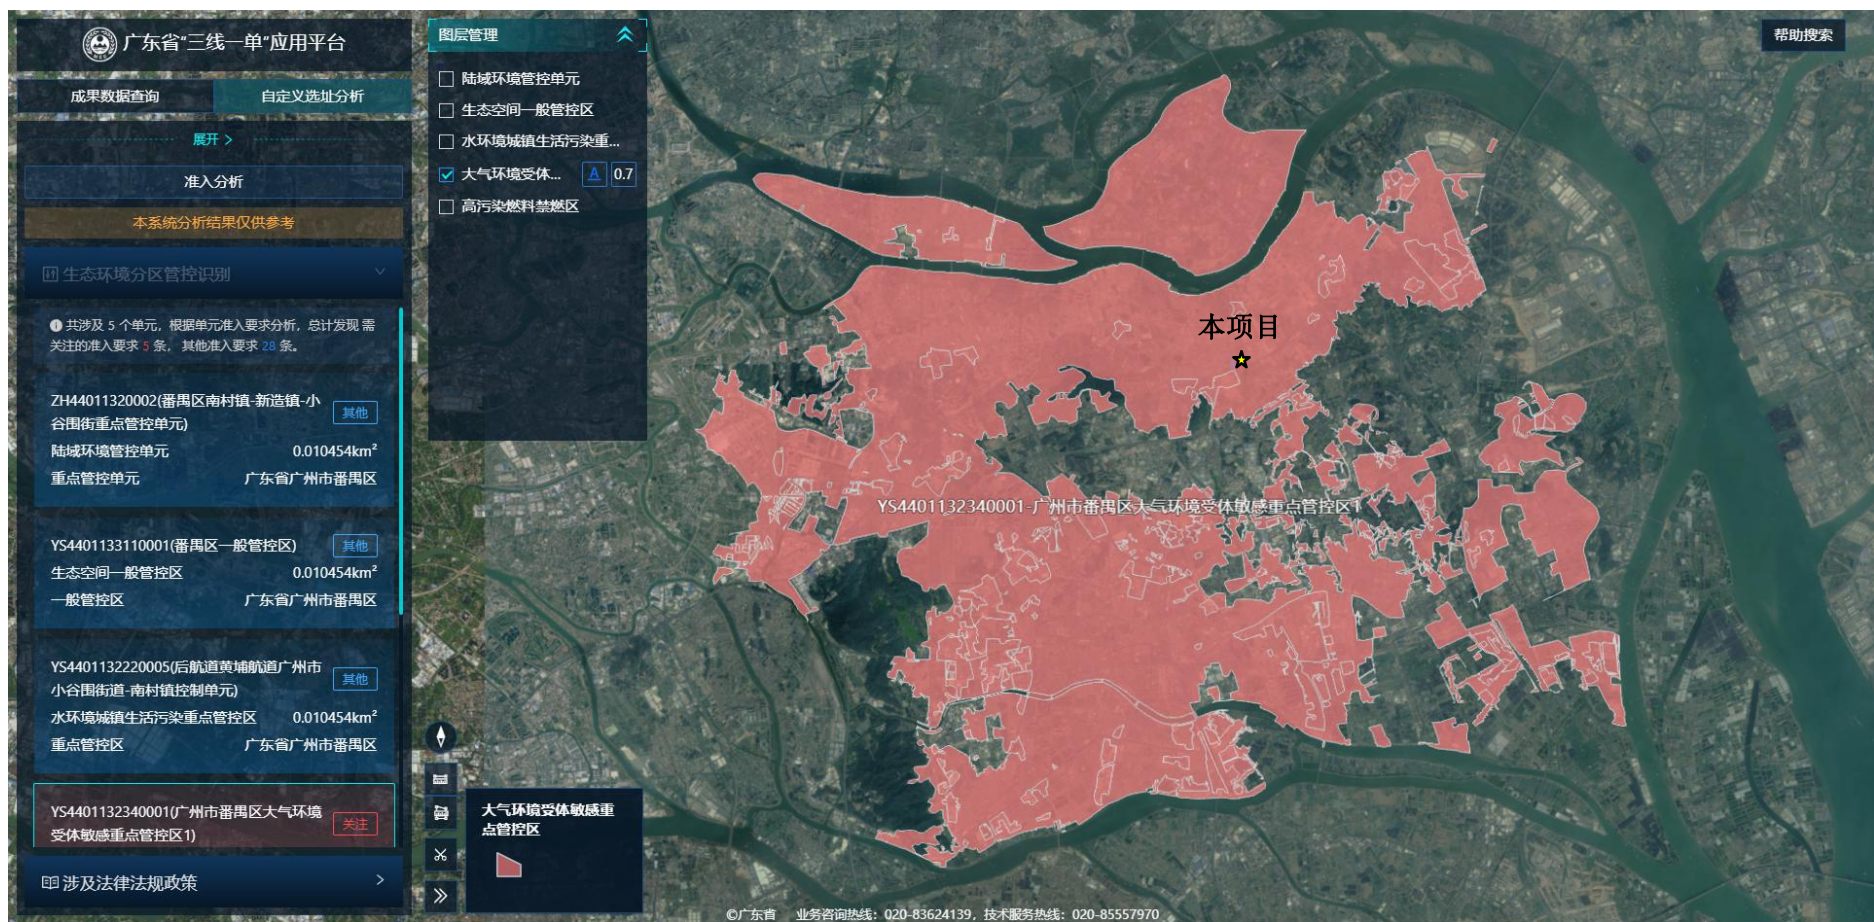 广东省“三线一单”应用平台
成果数据查询
自定义选址分析
展开 >
准入分析
本系统分析结果仅供参考
生态环境分区管控识别
共涉及 5 个单元，根据单元准入要求分析，总计发现 需
关注的准入要求 5 条， 其他准入要求 28 条。
ZH44011320002(番禺区南村镇-新造镇-小
谷围街重点管控单元)
其他
陆域环境管控单元 0.010454km²
重点管控单元 广东省广州市番禺区
YS4401133110001(番禺区一般管控区)
其他
生态空间一般管控区 0.010454km²
一般管控区 广东省广州市番禺区
YS4401132220005(后航道黄埔航道广州市
小谷围街道-南村镇控制单元)
其他
水环境城镇生活污染重点管控区 0.010454km²
重点管控区 广东省广州市番禺区
YS4401132340001(广州市番禺区大气环境
受体敏感重点管控区1)
关注
涉及法律法规政策
图层管理
陆域环境管控单元
生态空间一般管控区
水环境城镇生活污染重...
大气环境受体... A 0.7
高污染燃料禁燃区
帮助搜索
本项目
YS4401132340001-广州市番禺区大气环境受体敏感重点管控区1
大气环境受体敏感重
点管控区
©广东省 业务咨询热线：020-83624139，技术服务热线：020-85557970